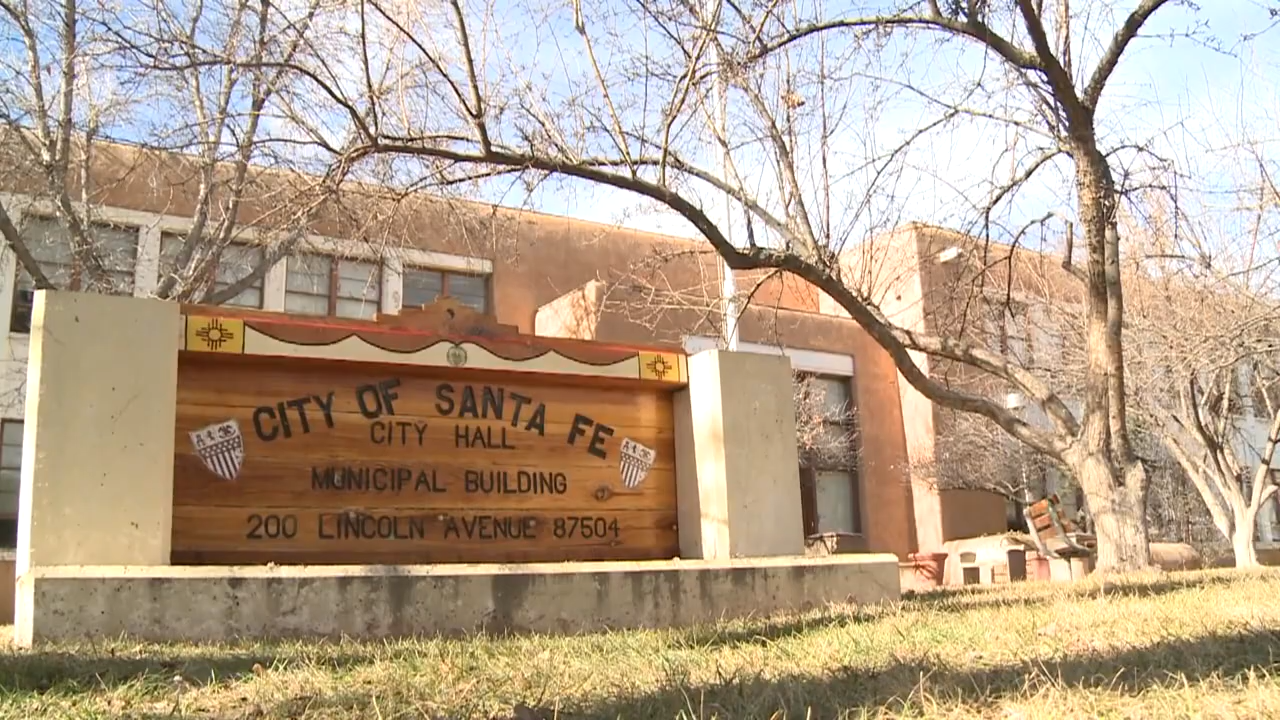 CITY OF SANTA FE
CITY HALL
MUNICIPAL BUILDING
200 LINCOLN AVENUE 87504